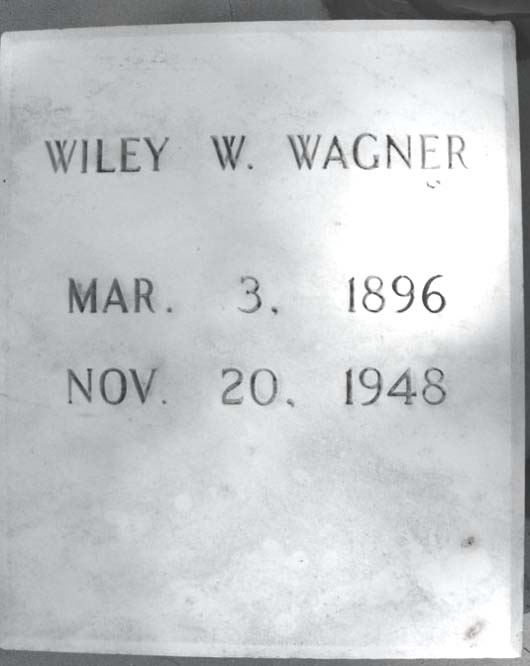 WILEY W. WAGNER
MAR. 3, 1896
NOV. 20, 1948